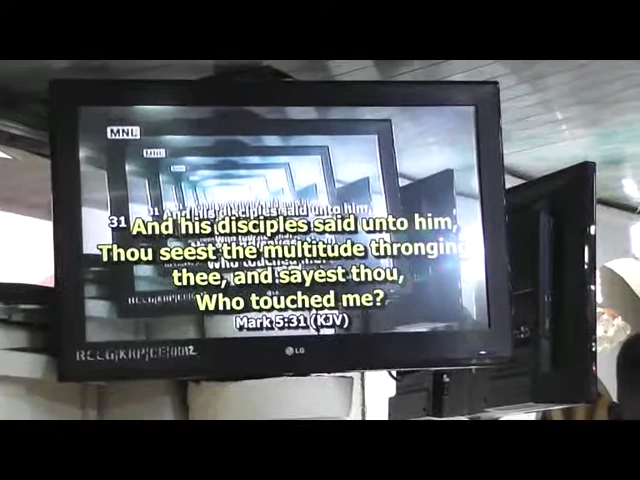 MNL
MNL
31 And his disciples said unto him,
Thou seest the multitude thronging
thee, and sayest thou,
Who touched me?
Mark 5:31 (KJV)
LG